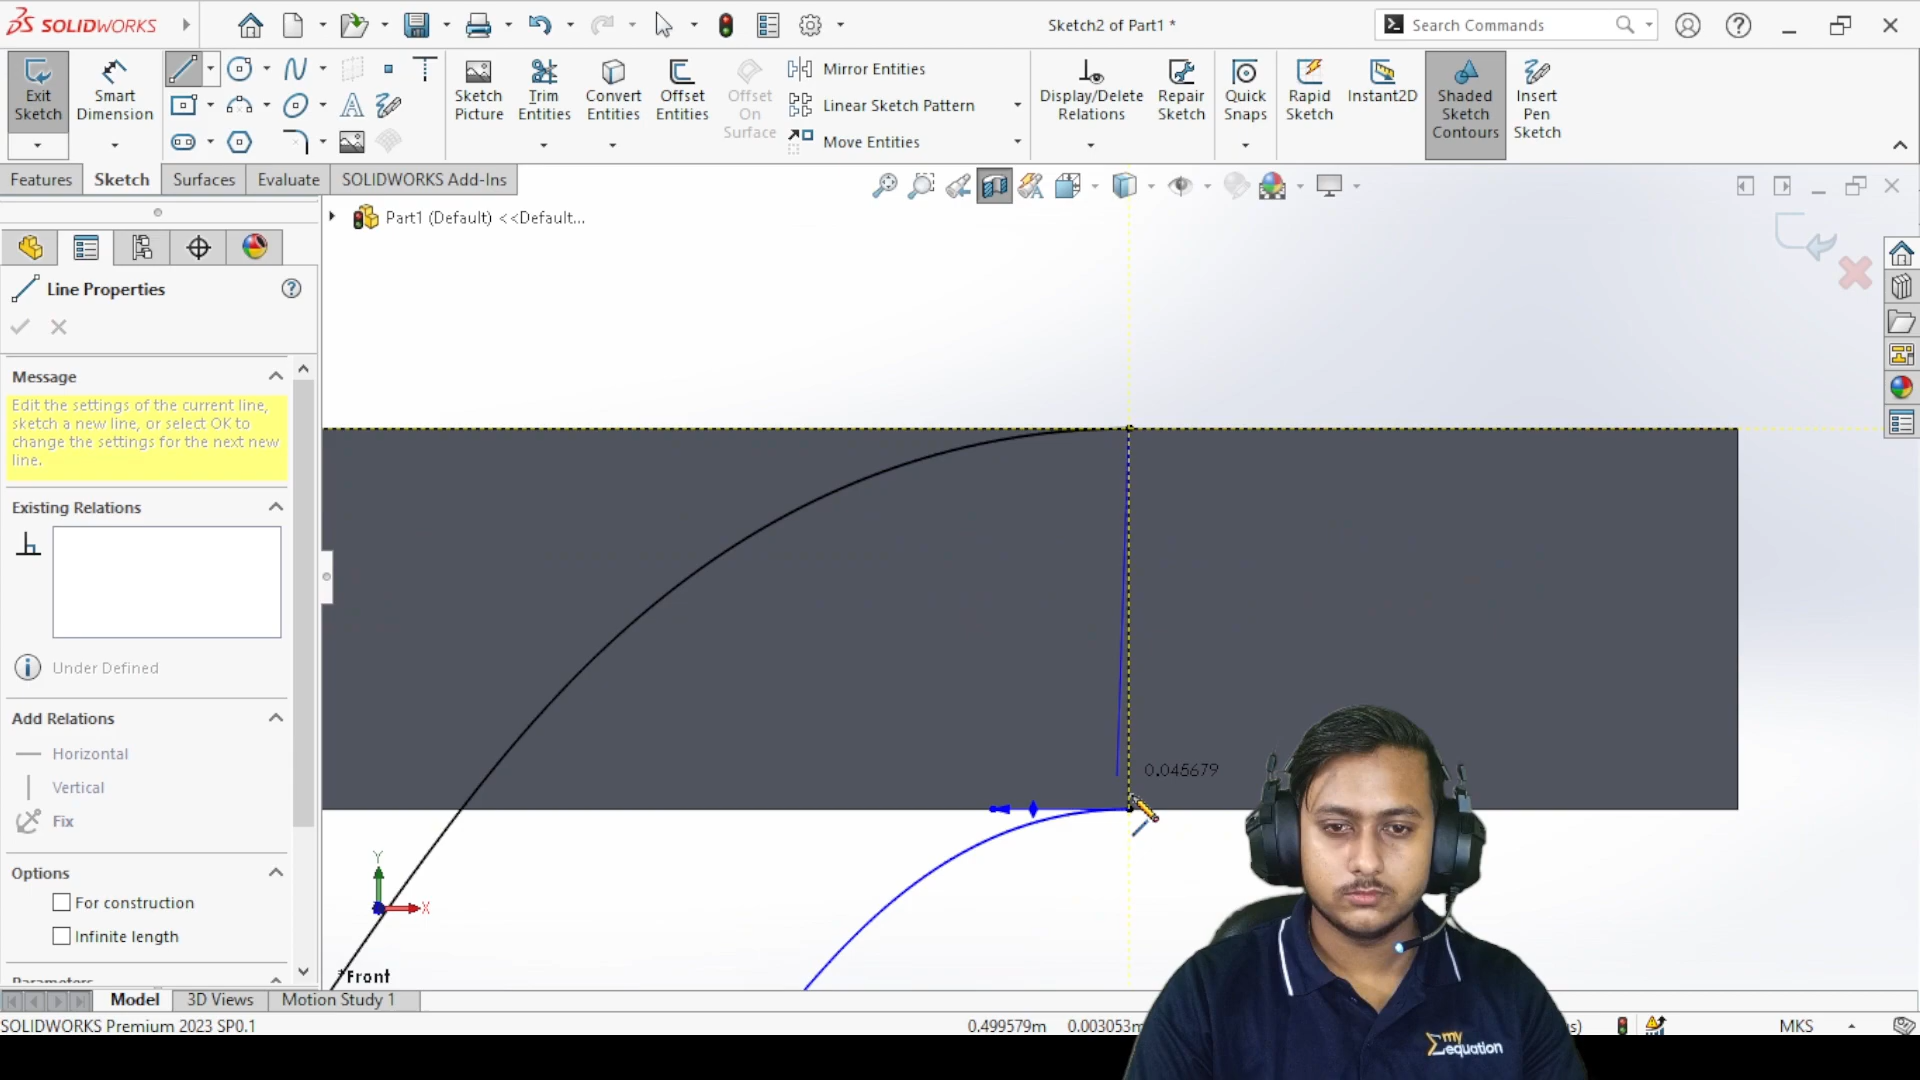 SOLIDWORKS
Sketch2 of Part1 *
Search Commands
Exit Sketch
Smart Dimension
Sketch Picture
Trim Entities
Convert Entities
Offset Entities
Offset On Surface
Mirror Entities
Linear Sketch Pattern
Move Entities
Display/Delete Relations
Repair Sketch
Quick Snaps
Rapid Sketch
Instant2D
Shaded Sketch Contours
Insert Pen Sketch
Features
Sketch
Surfaces
Evaluate
SOLIDWORKS Add-Ins
Part1 (Default) <<Default...
Line Properties
Message
Edit the settings of the current line,
sketch a new line, or select OK to
change the settings for the next new
line.
Existing Relations
Under Defined
Add Relations
Horizontal
Vertical
Fix
Options
For construction
Infinite length
Parameters
0.045679
Y
X
*Front
Model
3D Views
Motion Study 1
SOLIDWORKS Premium 2023 SP0.1
0.499579m
0.003053m
MKS
my equation